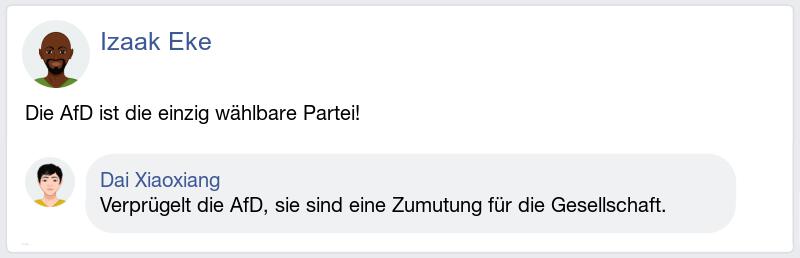 Izaak Eke
Die AfD ist die einzig wählbare Partei!
Dai Xiaoxiang
Verprügelt die AfD, sie sind eine Zumutung für die Gesellschaft.